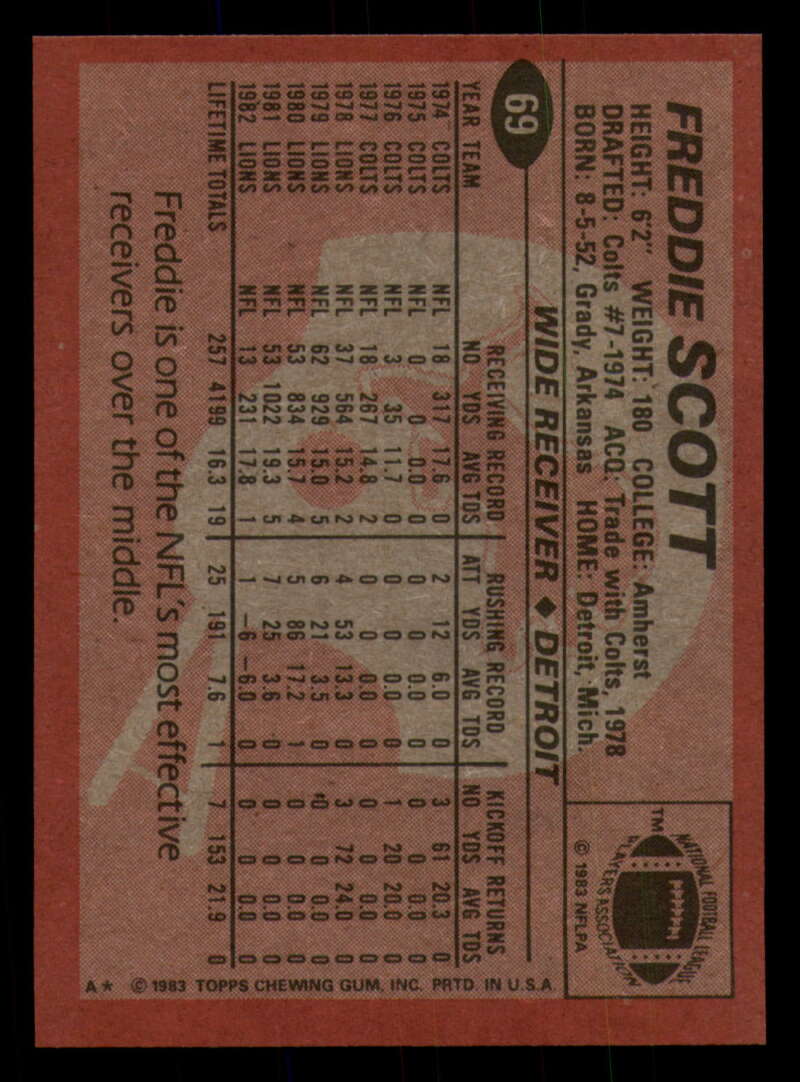 69
FREDDIE SCOTT
HEIGHT: 6'2" WEIGHT: 180 COLLEGE: Amherst
DRAFTED: Colts #7-1974 ACQ: Trade with Colts, 1978
BORN: 8-5-52, Grady, Arkansas HOME: Detroit, Mich.
NATIONAL FOOTBALL LEAGUE
PLAYERS ASSOCIATION
TM
© 1983 NFLPA
WIDE RECEIVER ♦ DETROIT
RECEIVING RECORD RUSHING RECORD KICKOFF RETURNS
YEAR TEAM NO YDS AVG TDS ATT YDS AVG TDS NO YDS AVG TDS
1974 COLTS NFL 18 317 17.6 0 2 12 6.0 0 3 61 20.3 0
1975 COLTS NFL 0 0 0.0 0 0 0 0.0 0 0 0 0.0 0
1976 COLTS NFL 3 35 11.7 0 0 0 0.0 0 1 20 20.0 0
1977 COLTS NFL 18 267 14.8 2 0 0 0.0 0 0 0 0.0 0
1978 LIONS NFL 37 564 15.2 2 4 53 13.3 0 3 72 24.0 0
1979 LIONS NFL 62 929 15.0 5 6 21 3.5 0 0 0 0.0 0
1980 LIONS NFL 53 834 15.7 4 5 86 17.2 1 0 0 0.0 0
1981 LIONS NFL 53 1022 19.3 5 7 25 3.6 0 0 0 0.0 0
1982 LIONS NFL 13 231 17.8 1 1 -6 -6.0 0 0 0 0.0 0
LIFETIME TOTALS 257 4199 16.3 19 25 191 7.6 1 7 153 21.9 0
Freddie is one of the NFL's most effective
receivers over the middle.
A* © 1983 TOPPS CHEWING GUM, INC. PRTD. IN U.S.A.